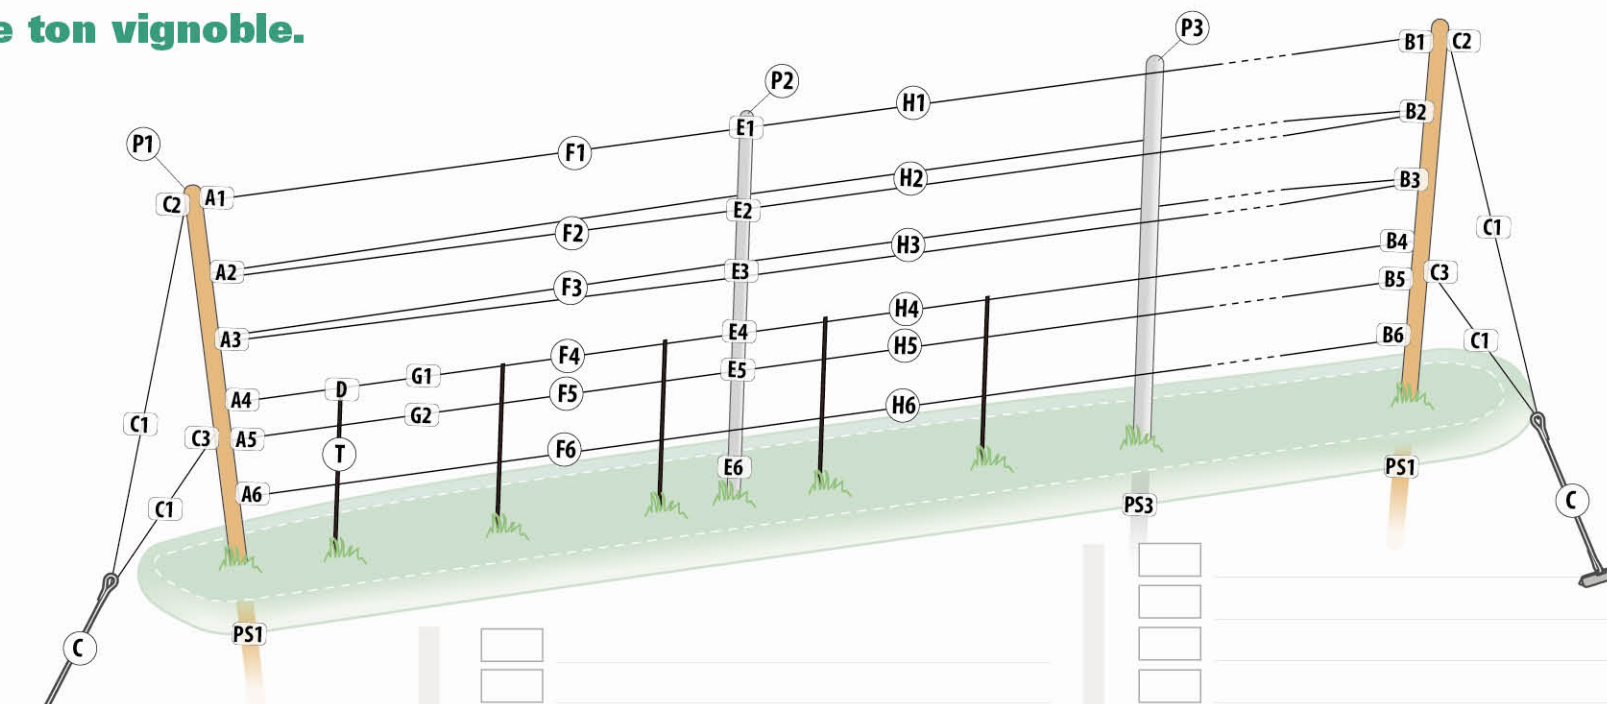 e ton vignoble.
P3
B1 C2
P2
H1
B2
E1
P1
F1
H2
B3
C2 A1
E2
C1
F2
H3
B4
A2
E3
C3
F3
B5
H4
A3
E4
B6
C1
F4
H5
G1
E5
D
F5
A4
H6
G2
C1
C3 A5
F6
T
E6
PS1
A6
C
C1
PS3
PS1
C